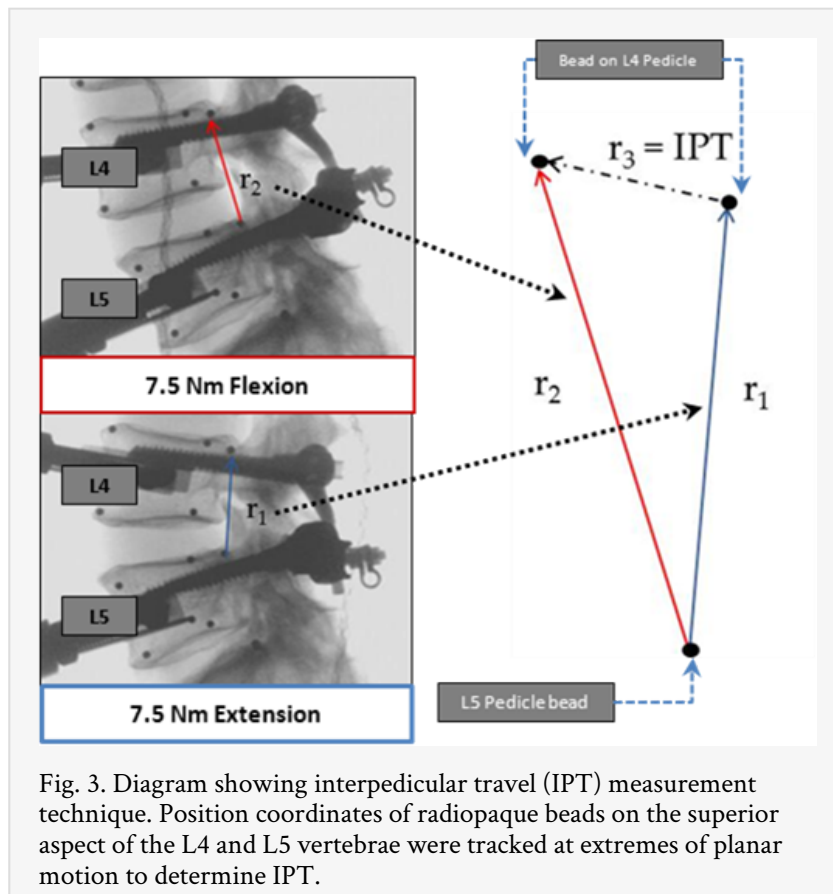 L4
r₂
L5
7.5 Nm Flexion
L4
r₁
L5
7.5 Nm Extension
Bead on L4 Pedicle
r₃ = IPT
r₂
r₁
L5 Pedicle bead
Fig. 3. Diagram showing interpedicular travel (IPT) measurement
technique. Position coordinates of radiopaque beads on the superior
aspect of the L4 and L5 vertebrae were tracked at extremes of planar
motion to determine IPT.